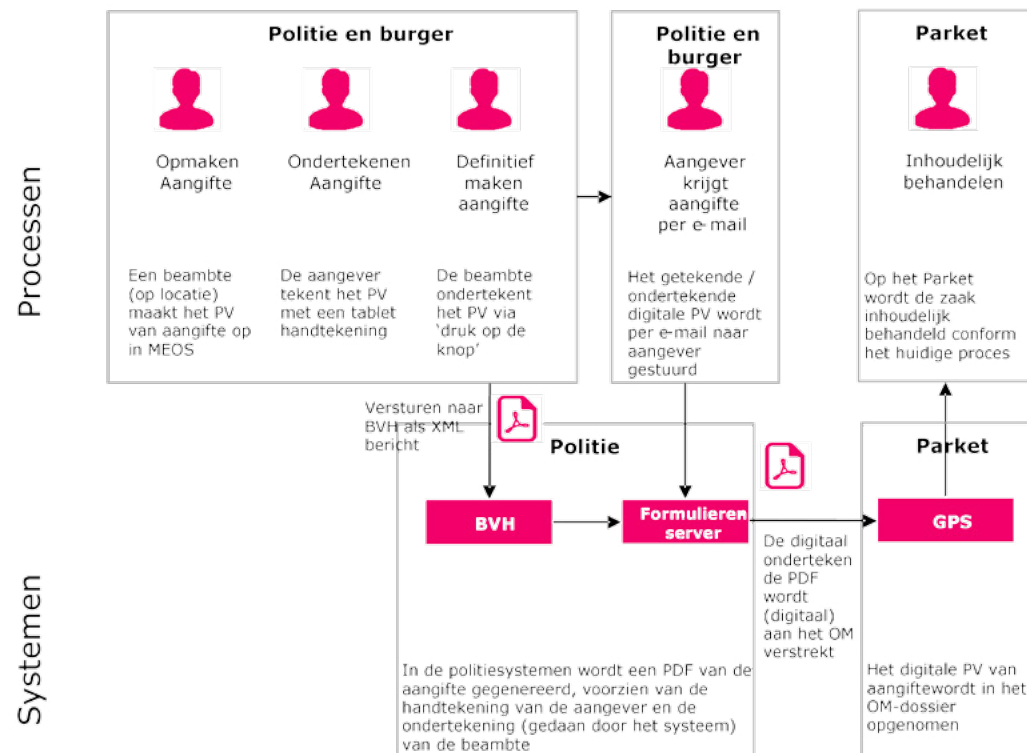 Processen
Politie en burger
Opmaken
Aangifte
Een beambte
(op locatie)
maakt het PV
van aangifte op
in MEOS
Ondertekenen
Aangifte
De aangever
tekent het PV
met een tablet
handtekening
Definitief
maken
aangifte
De beambte
ondertekent
het PV via
‘druk op de
knop’
Politie en
burger
Aangever
krijgt
aangifte
per e-mail
Het getekende /
ondertekende
digitale PV wordt
per e-mail naar
aangever
gestuurd
Parket
Inhoudelijk
behandelen
Op het Parket
wordt de zaak
inhoudelijk
behandeld conform
het huidige proces
Systemen
Versturen naar
BVH als XML
bericht
Politie
BVH
Formulieren
server
In de politiesystemen wordt een PDF van de
aangifte gegenereerd, voorzien van de
handtekening van de aangever en de
ondertekening (gedaan door het systeem)
van de beambte
De digitaal
onderteken
de PDF
wordt
(digitaal)
aan het OM
verstrekt
Parket
GPS
Het digitale PV van
aangiftewordt in het
OM-dossier
opgenomen